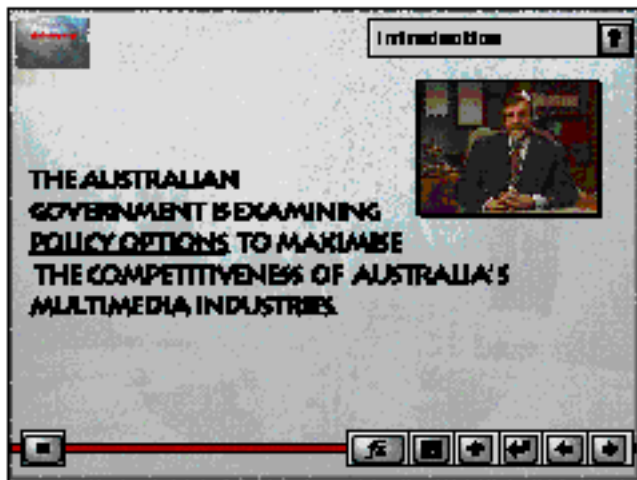 Introduction
THE AUSTRALIAN
GOVERNMENT IS EXAMINING
POLICY OPTIONS TO MAXIMISE
THE COMPETITIVENESS OF AUSTRALIA'S
MULTIMEDIA INDUSTRIES.